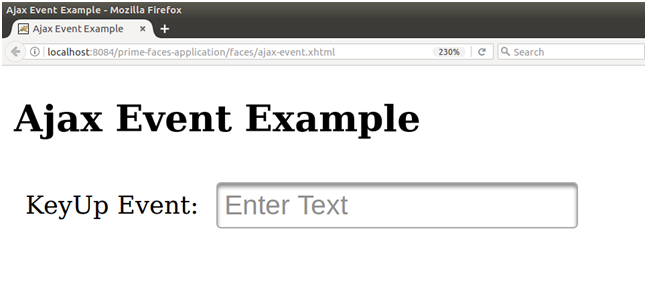 Ajax Event Example - Mozilla Firefox
Ajax Event Example × +
localhost:8084/prime-faces-application/faces/ajax-event.xhtml 230% Search
Ajax Event Example
KeyUp Event: Enter Text